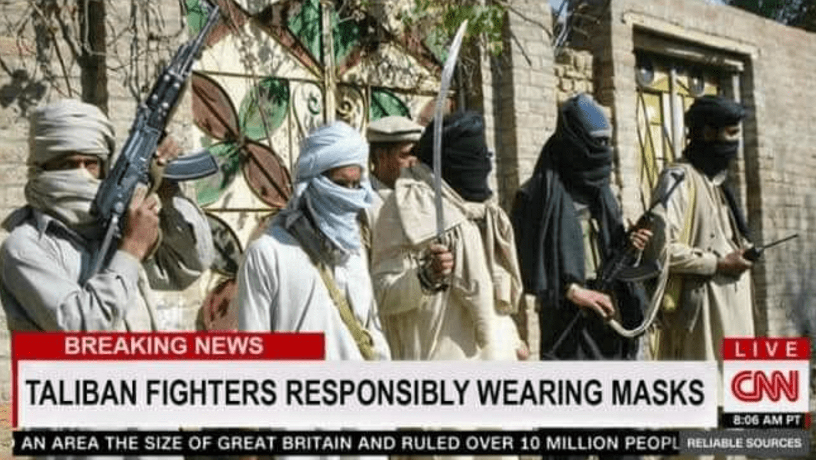 BREAKING NEWS
LIVE
TALIBAN FIGHTERS RESPONSIBLY WEARING MASKS
CNN
8:06 AM PT
AN AREA THE SIZE OF GREAT BRITAIN AND RULED OVER 10 MILLION PEOPL
RELIABLE SOURCES